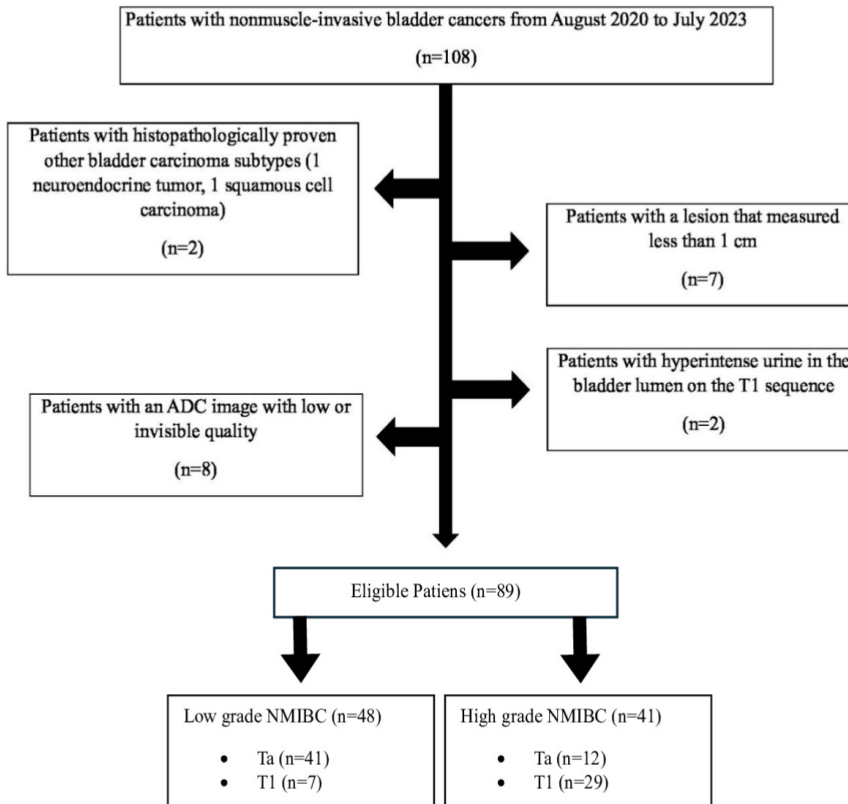 Patients with nonmuscle-invasive bladder cancers from August 2020 to July 2023
(n=108)
Patients with histopathologically proven
other bladder carcinoma subtypes (1
neuroendocrine tumor, 1 squamous cell
carcinoma)
(n=2)
Patients with a lesion that measured
less than 1 cm
(n=7)
Patients with hyperintense urine in the
bladder lumen on the T1 sequence
(n=2)
Patients with an ADC image with low or
invisible quality
(n=8)
Eligible Patiens (n=89)
Low grade NMIBC (n=48)
• Ta (n=41)
• T1 (n=7)
High grade NMIBC (n=41)
• Ta (n=12)
• T1 (n=29)